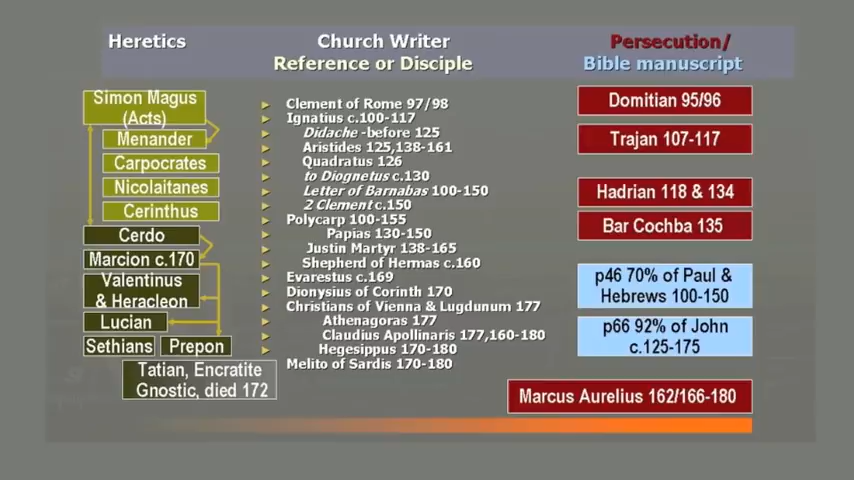 Heretics
Church Writer
Reference or Disciple
Persecution/
Bible manuscript
Simon Magus
(Acts)
Menander
Carpocrates
Nicolaitanes
Cerinthus
Cerdo
Marcion c.170
Valentinus
& Heracleon
Lucian
Sethians
Prepon
Tatian, Encratite
Gnostic, died 172
Clement of Rome 97/98
Ignatius c.100-117
Didache -before 125
Aristides 125,138-161
Quadratus 126
to Diognetus c.130
Letter of Barnabas 100-150
2 Clement c.150
Polycarp 100-155
Papias 130-150
Justin Martyr 138-165
Shepherd of Hermas c.160
Evarestus c.169
Dionysius of Corinth 170
Christians of Vienna & Lugdunum 177
Athenagoras 177
Claudius Apollinaris 177,160-180
Hegesippus 170-180
Melito of Sardis 170-180
Domitian 95/96
Trajan 107-117
Hadrian 118 & 134
Bar Cochba 135
p46 70% of Paul &
Hebrews 100-150
p66 92% of John
c.125-175
Marcus Aurelius 162/166-180